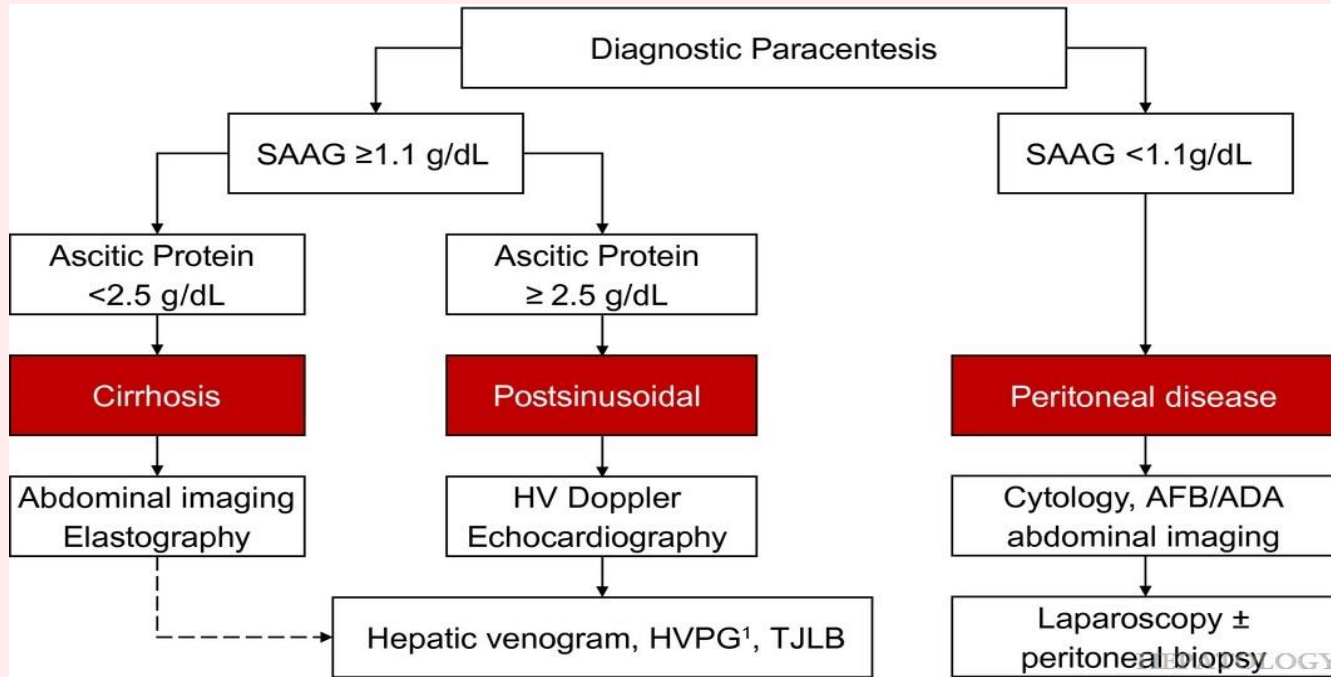 Diagnostic Paracentesis
SAAG ≥1.1 g/dL
SAAG <1.1g/dL
Ascitic Protein
<2.5 g/dL
Ascitic Protein
≥ 2.5 g/dL
Cirrhosis
Postsinusoidal
Peritoneal disease
Abdominal imaging
Elastography
HV Doppler
Echocardiography
Cytology, AFB/ADA
abdominal imaging
Hepatic venogram, HVPG¹, TJLB
Laparoscopy ±
peritoneal biopsy
HEPATOLOGY